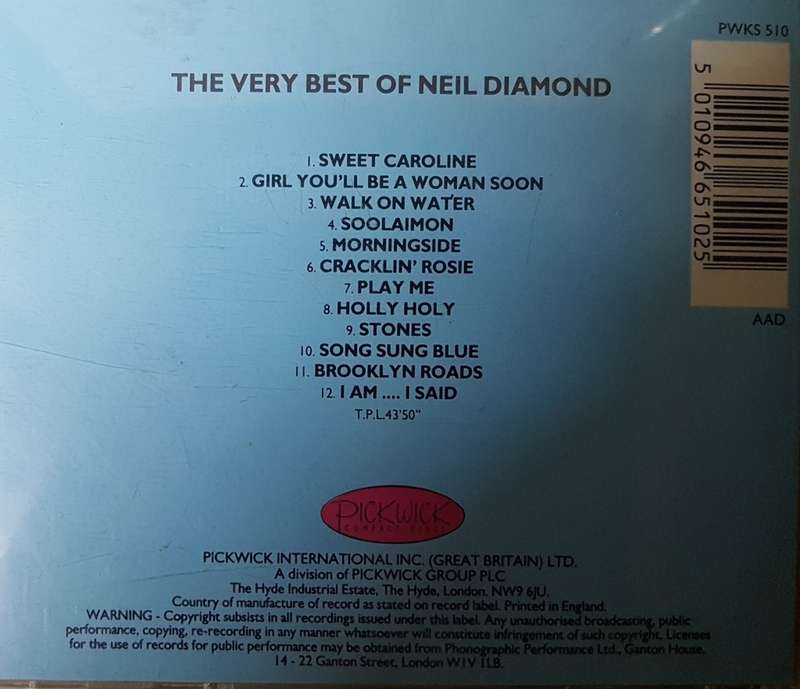 PWKS 510
THE VERY BEST OF NEIL DIAMOND
1. SWEET CAROLINE
2. GIRL YOU'LL BE A WOMAN SOON
3. WALK ON WATER
4. SOOLAIMON
5. MORNINGSIDE
6. CRACKLIN' ROSIE
7. PLAY ME
8. HOLLY HOLY
9. STONES
10. SONG SUNG BLUE
11. BROOKLYN ROADS
12. I AM .... I SAID
T.P.L.43'50"
5 010946 651025
AAD
PICKWICK
COMPACT DISCS
PICKWICK INTERNATIONAL INC. (GREAT BRITAIN) LTD.
A division of PICKWICK GROUP PLC
The Hyde Industrial Estate, The Hyde, London. NW9 6JU.
Country of manufacture of record as stated on record label. Printed in England.
WARNING - Copyright subsists in all recordings issued under this label. Any unauthorised broadcasting, public
performance, copying, re-recording in any manner whatsoever will constitute infringement of such copyright. Licenses
for the use of records for public performance may be obtained from Phonographic Performance Ltd., Ganton House.
14 - 22 Ganton Street, London W1V 1LB.